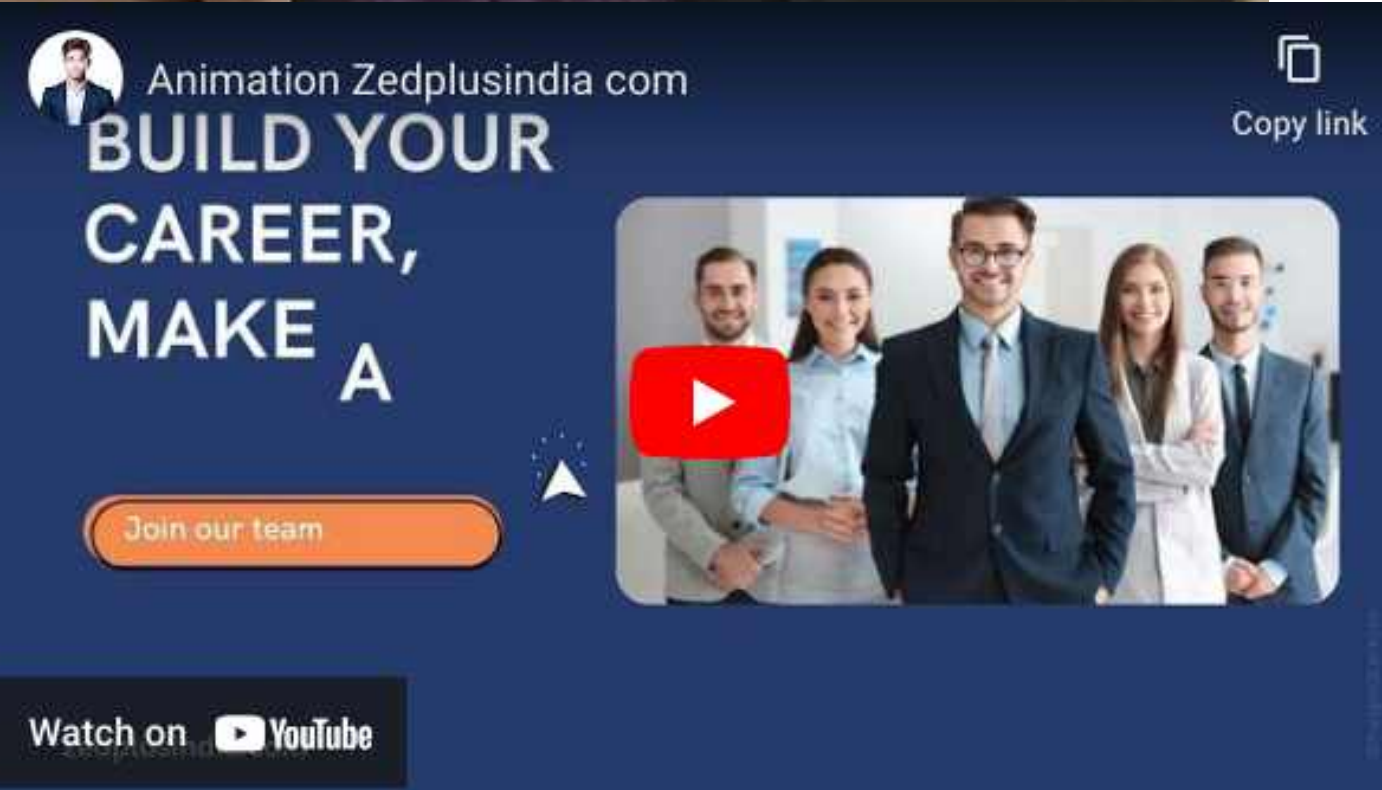 Animation Zedplusindia com
Copy link
BUILD YOUR
CAREER,
MAKE
A
Join our team
Watch on YouTube